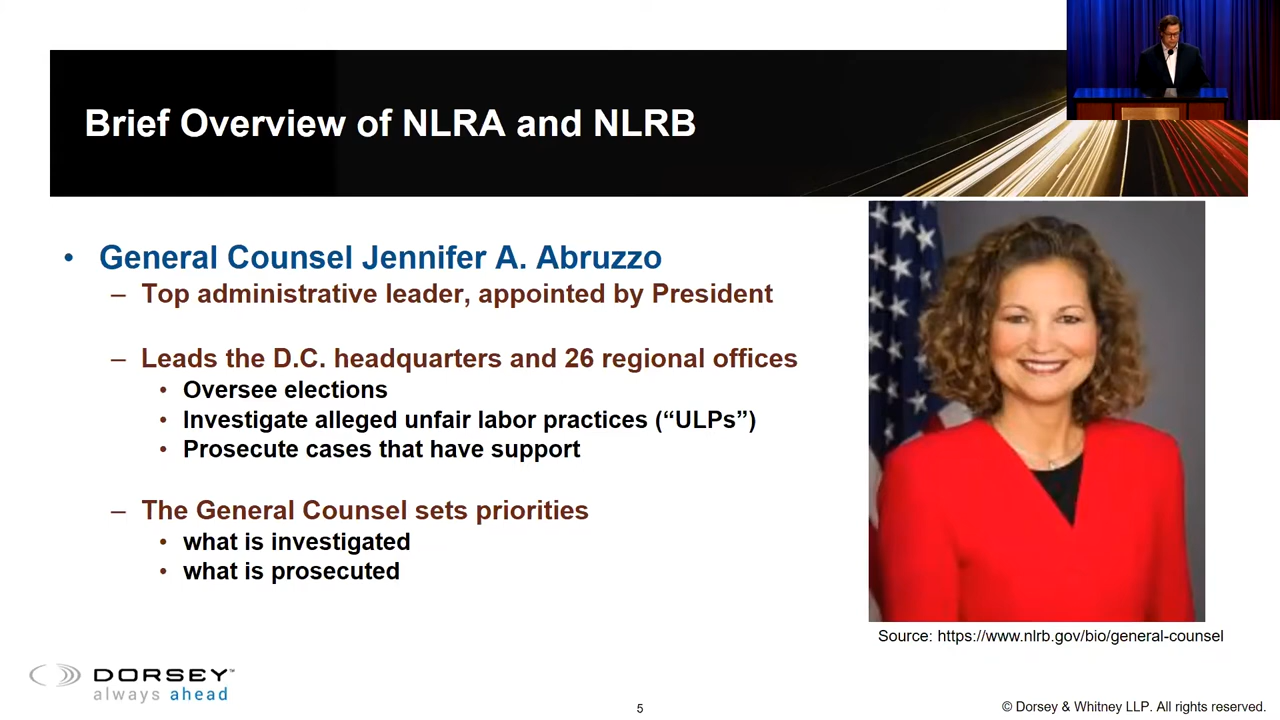 Brief Overview of NLRA and NLRB
• General Counsel Jennifer A. Abruzzo
– Top administrative leader, appointed by President
– Leads the D.C. headquarters and 26 regional offices
• Oversee elections
• Investigate alleged unfair labor practices (“ULPs”)
• Prosecute cases that have support
– The General Counsel sets priorities
• what is investigated
• what is prosecuted
Source: https://www.nlrb.gov/bio/general-counsel
DORSEY™
always ahead
5
© Dorsey & Whitney LLP. All rights reserved.